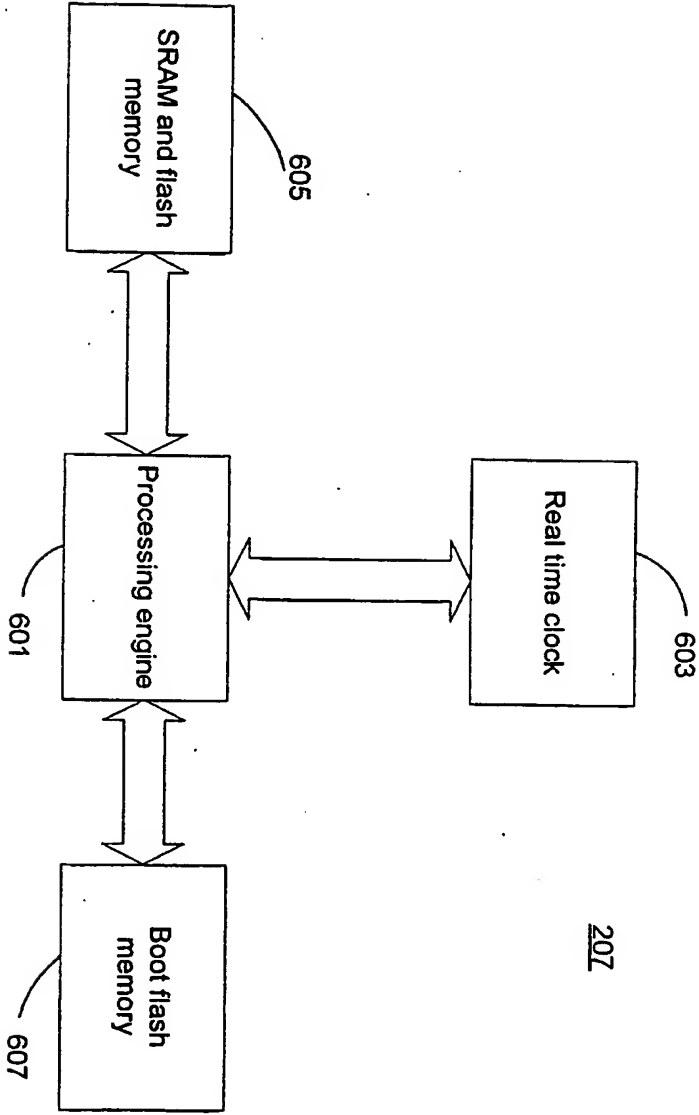 207
603
Real time clock
605
SRAM and flash
memory
Processing engine
601
Boot flash
memory
607